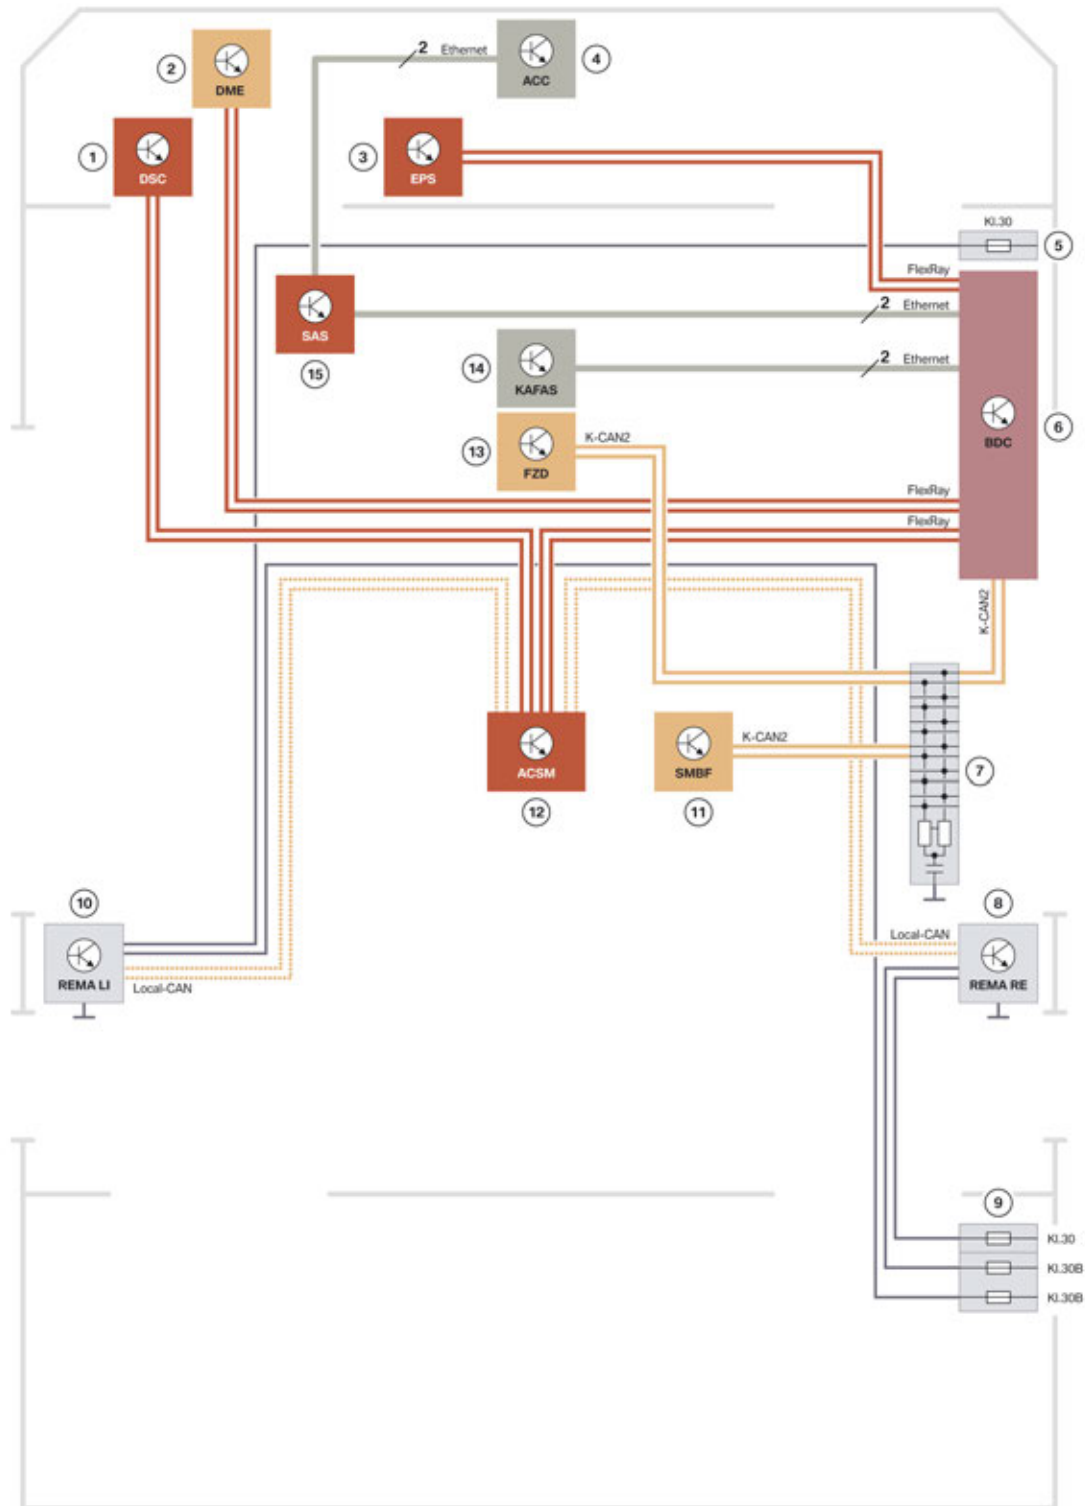 2 Ethernet
4
ACC
2
DME
1
DSC
3
EPS
Kl.30
5
FlexRay
2 Ethernet
SAS
15
2 Ethernet
14
KAFAS
6
BDC
13
K-CAN2
FZD
FlexRay
FlexRay
K-CAN2
ACSM
12
SMBF
K-CAN2
11
7
10
8
REMA LI
Local-CAN
Local-CAN
REMA RE
9
Kl.30
Kl.30B
Kl.30B